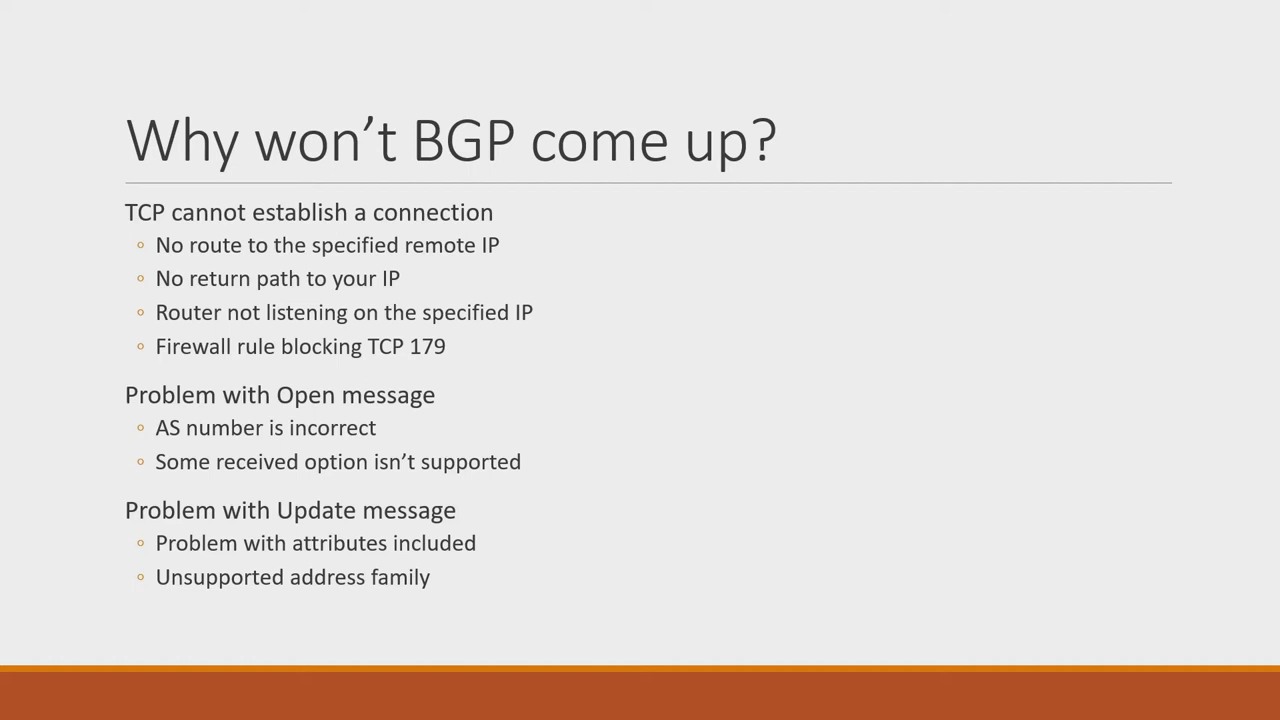 Why won’t BGP come up?
TCP cannot establish a connection
◦ No route to the specified remote IP
◦ No return path to your IP
◦ Router not listening on the specified IP
◦ Firewall rule blocking TCP 179
Problem with Open message
◦ AS number is incorrect
◦ Some received option isn’t supported
Problem with Update message
◦ Problem with attributes included
◦ Unsupported address family